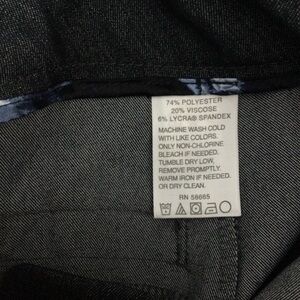 74% POLYESTER
20% VISCOSE
6% LYCRA® SPANDEX
MACHINE WASH COLD
WITH LIKE COLORS.
ONLY NON-CHLORINE
BLEACH IF NEEDED.
TUMBLE DRY LOW,
REMOVE PROMPTLY.
WARM IRON IF NEEDED.
OR DRY CLEAN.
RN 58665